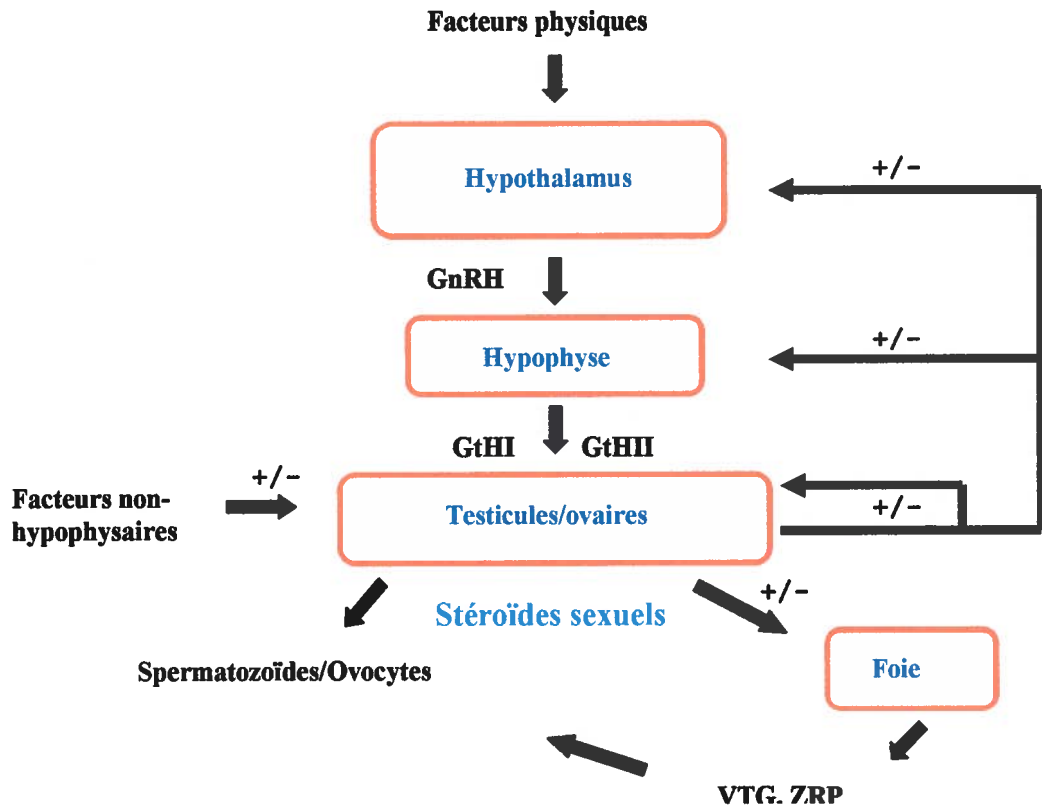 Facteurs physiques
Hypothalamus
+/-
GnRH
Hypophyse
+/-
GtHI GtHII
+/-
Facteurs non-
hypophysaires
Testicules/ovaires
+/-
Stéroïdes sexuels
+/-
Spermatozoïdes/Ovocytes
Foie
VTG, ZRP